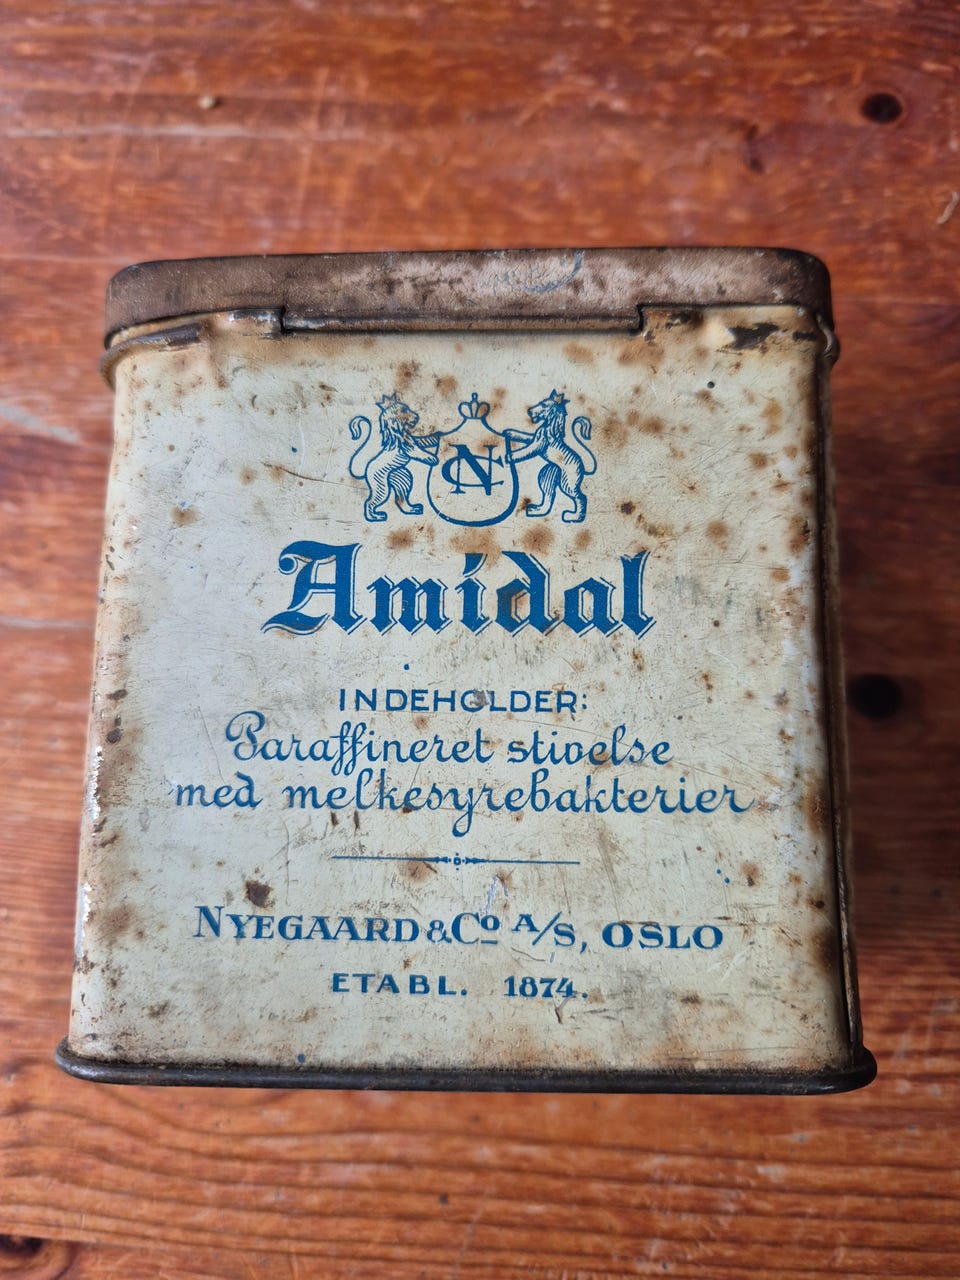 NC
Amidal
INDEHOLDER:
Paraffineret stivelse
med melkesyrebakterier
NYEGAARD & Co A/S, OSLO
ETABL. 1874.